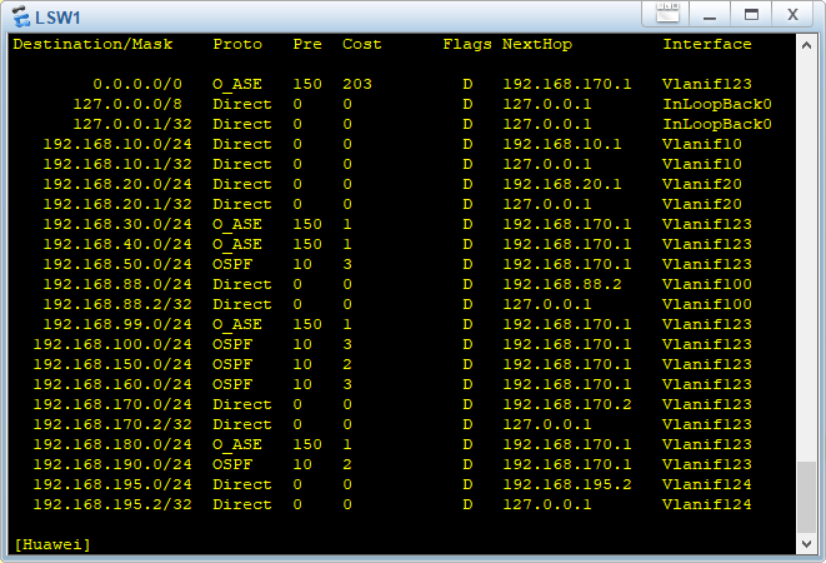 LSW1
Destination/Mask Proto Pre Cost Flags NextHop Interface
0.0.0.0/0 O_ASE 150 203 D 192.168.170.1 Vlanif123
127.0.0.0/8 Direct 0 0 D 127.0.0.1 InLoopBack0
127.0.0.1/32 Direct 0 0 D 127.0.0.1 InLoopBack0
192.168.10.0/24 Direct 0 0 D 192.168.10.1 Vlanif10
192.168.10.1/32 Direct 0 0 D 127.0.0.1 Vlanif10
192.168.20.0/24 Direct 0 0 D 192.168.20.1 Vlanif20
192.168.20.1/32 Direct 0 0 D 127.0.0.1 Vlanif20
192.168.30.0/24 O_ASE 150 1 D 192.168.170.1 Vlanif123
192.168.40.0/24 O_ASE 150 1 D 192.168.170.1 Vlanif123
192.168.50.0/24 OSPF 10 3 D 192.168.170.1 Vlanif123
192.168.88.0/24 Direct 0 0 D 192.168.88.2 Vlanif100
192.168.88.2/32 Direct 0 0 D 127.0.0.1 Vlanif100
192.168.99.0/24 O_ASE 150 1 D 192.168.170.1 Vlanif123
192.168.100.0/24 OSPF 10 3 D 192.168.170.1 Vlanif123
192.168.150.0/24 OSPF 10 2 D 192.168.170.1 Vlanif123
192.168.160.0/24 OSPF 10 3 D 192.168.170.1 Vlanif123
192.168.170.0/24 Direct 0 0 D 192.168.170.2 Vlanif123
192.168.170.2/32 Direct 0 0 D 127.0.0.1 Vlanif123
192.168.180.0/24 O_ASE 150 1 D 192.168.170.1 Vlanif123
192.168.190.0/24 OSPF 10 2 D 192.168.170.1 Vlanif123
192.168.195.0/24 Direct 0 0 D 192.168.195.2 Vlanif124
192.168.195.2/32 Direct 0 0 D 127.0.0.1 Vlanif124
[Huawei]